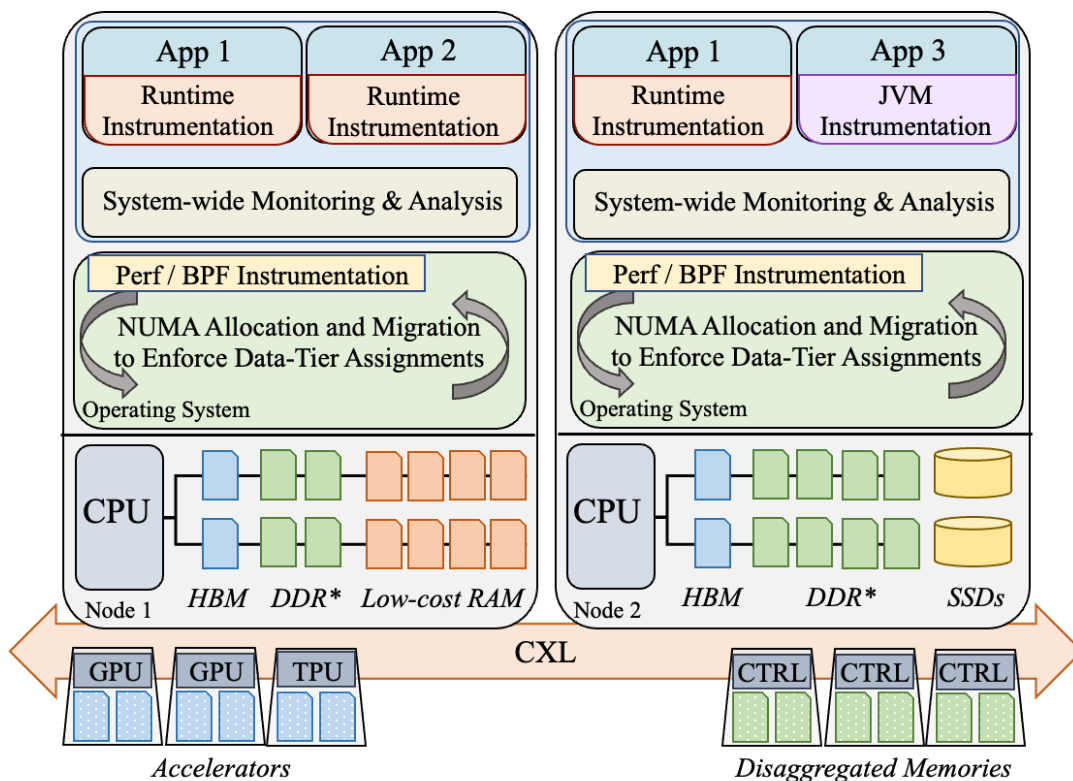 App 1
Runtime
Instrumentation
App 2
Runtime
Instrumentation
System-wide Monitoring & Analysis
Perf / BPF Instrumentation
NUMA Allocation and Migration
to Enforce Data-Tier Assignments
Operating System
CPU
Node 1
HBM
DDR*
Low-cost RAM
App 1
Runtime
Instrumentation
App 3
JVM
Instrumentation
System-wide Monitoring & Analysis
Perf / BPF Instrumentation
NUMA Allocation and Migration
to Enforce Data-Tier Assignments
Operating System
CPU
Node 2
HBM
DDR*
SSDs
CXL
GPU
GPU
TPU
Accelerators
CTRL
CTRL
CTRL
Disaggregated Memories